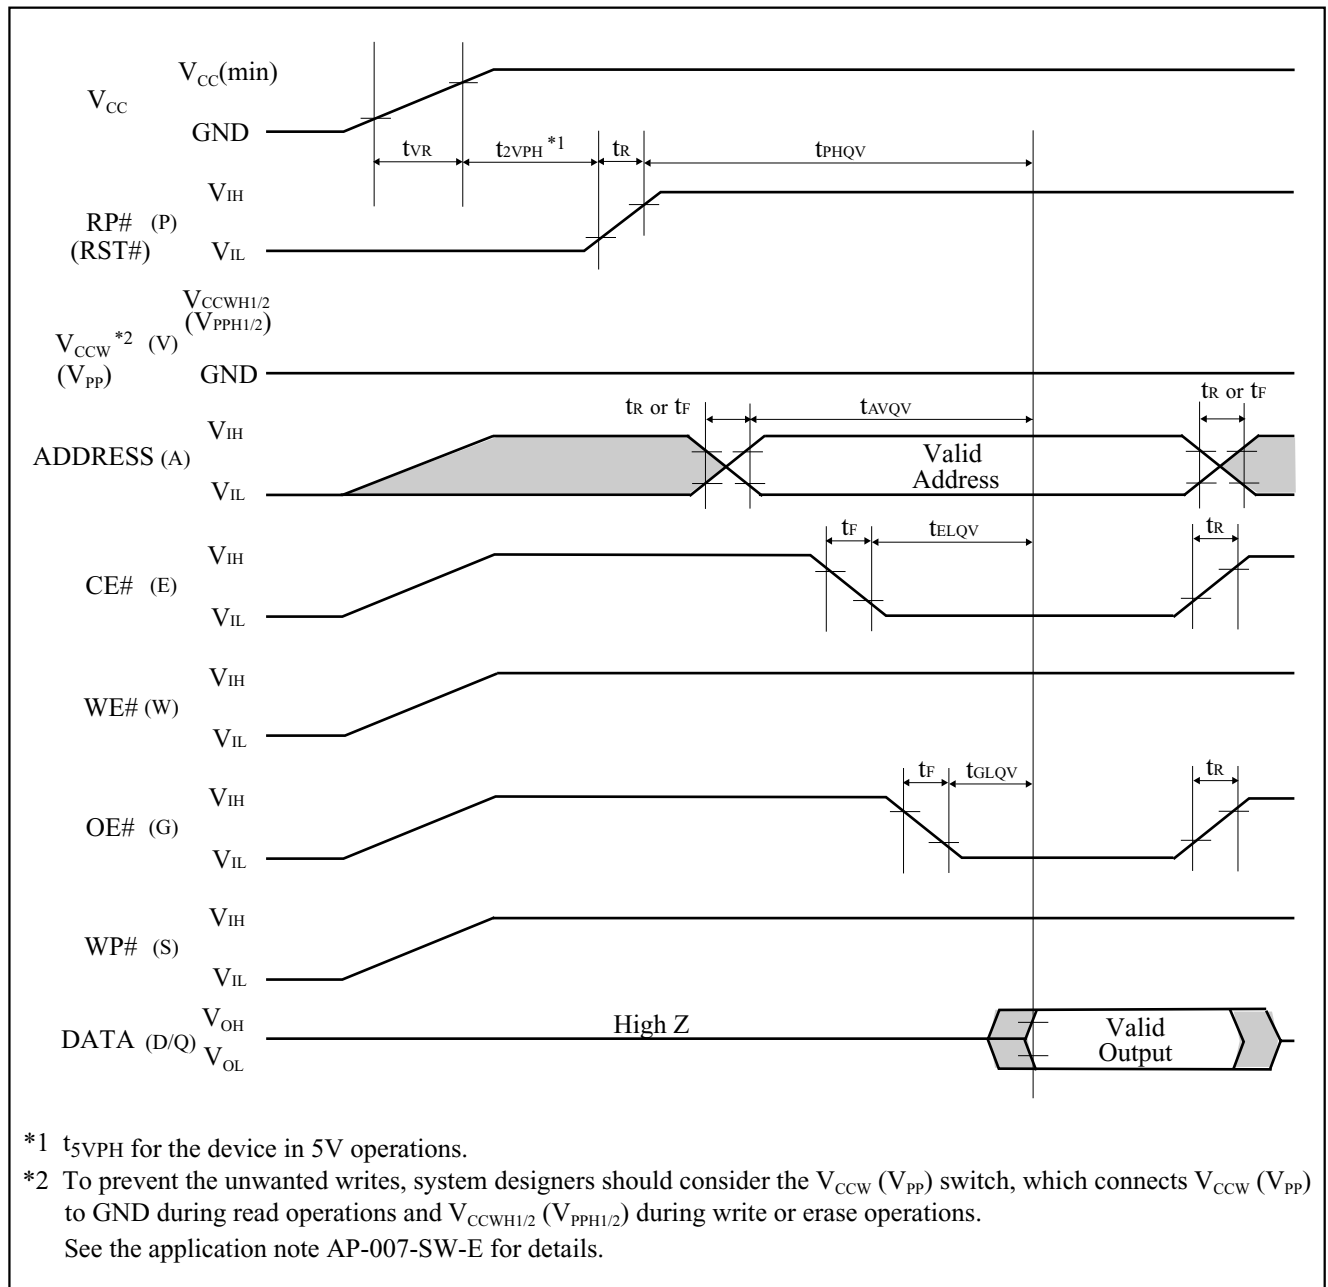 VCC(min)
VCC
GND
tVR
t2VPH *1
tR
tPHQV
VIH
RP# (P)
(RST#)
VIL
VCCWH1/2
(VPPH1/2)
VCCW *2 (V)
(VPP)
GND
tR or tF
tAVQV
tR or tF
VIH
ADDRESS (A)
Valid
Address
VIL
tF
tELQV
tR
VIH
CE# (E)
VIL
VIH
WE# (W)
VIL
tF
tGLQV
tR
VIH
OE# (G)
VIL
VIH
WP# (S)
VIL
VOH
High Z
Valid
Output
DATA (D/Q)
VOL
*1 t5VPH for the device in 5V operations.
*2 To prevent the unwanted writes, system designers should consider the VCCW (VPP) switch, which connects VCCW (VPP)
to GND during read operations and VCCWH1/2 (VPPH1/2) during write or erase operations.
See the application note AP-007-SW-E for details.